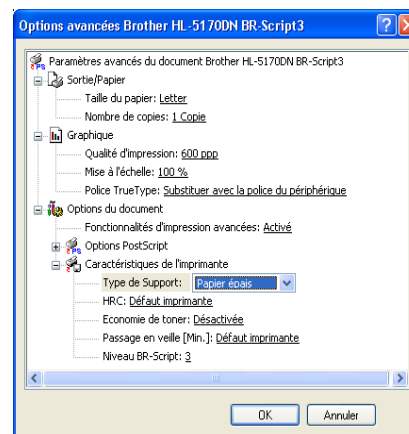 Options avancées Brother HL-5170DN BR-Script3
Paramètres avancés du document Brother HL-5170DN BR-Script3
Sortie/Papier
Taille du papier: Letter
Nombre de copies: 1 Copie
Graphique
Qualité d'impression: 600 ppp
Mise à l'échelle: 100 %
Police TrueType: Substituer avec la police du périphérique
Options du document
Fonctionnalités d'impression avancées: Activé
Options PostScript
Caractéristiques de l'imprimante
Type de Support: Papier épais
HRC: Défaut imprimante
Economie de toner: Désactivée
Passage en veille [Min.]: Défaut imprimante
Niveau BR-Script: 3
OK Annuler